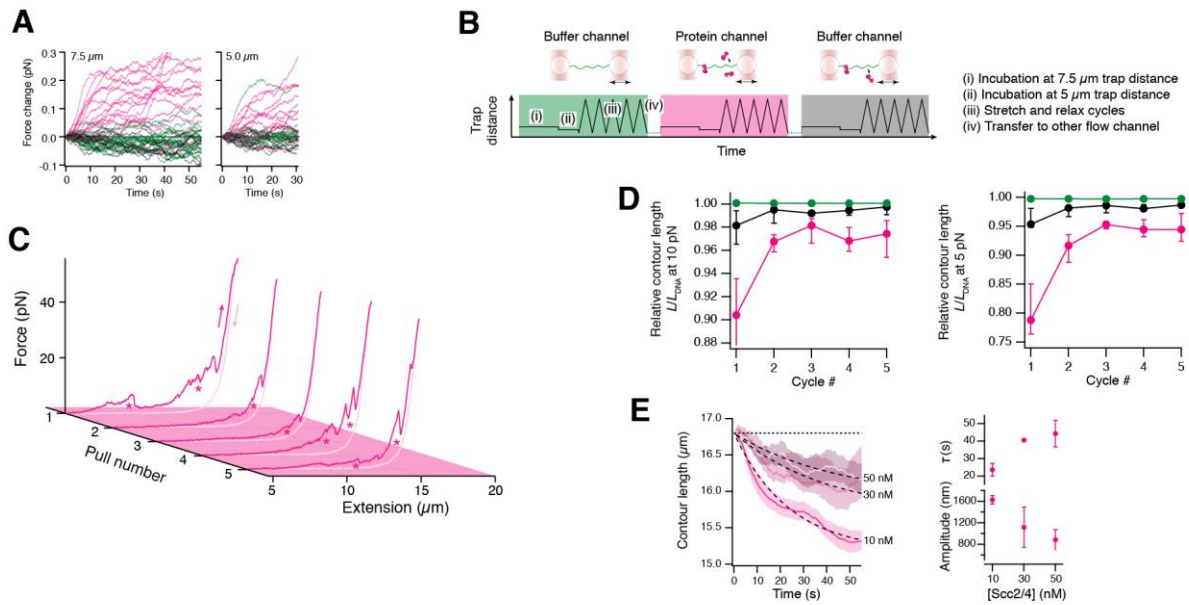 A
Force change (pN)
0.3
0.2
0.1
0.0
-0.1
7.5 µm
5.0 µm
0 10 20 30 40 50
0 10 20 30
Time (s)
Time (s)
B
Buffer channel
Protein channel
Buffer channel
Trap
distance
(i)
(ii)
(iii)
(iv)
Time
(i) Incubation at 7.5 µm trap distance
(ii) Incubation at 5 µm trap distance
(iii) Stretch and relax cycles
(iv) Transfer to other flow channel
C
Force (pN)
40
20
*
*
*
*
*
*
*
*
1
2
3
4
5
Pull number
5
10
15
20
Extension (µm)
D
Relative contour length
L/LDNA at 10 pN
1.00
0.98
0.96
0.94
0.92
0.90
0.88
1 2 3 4 5
Cycle #
Relative contour length
L/LDNA at 5 pN
1.00
0.95
0.90
0.85
0.80
0.75
1 2 3 4 5
Cycle #
E
Contour length (µm)
17.0
16.5
16.0
15.5
15.0
50 nM
30 nM
10 nM
0 10 20 30 40 50
Time (s)
τ (s)
50
40
30
20
Amplitude (nm)
1600
1200
800
10 30 50
[Scc2/4] (nM)